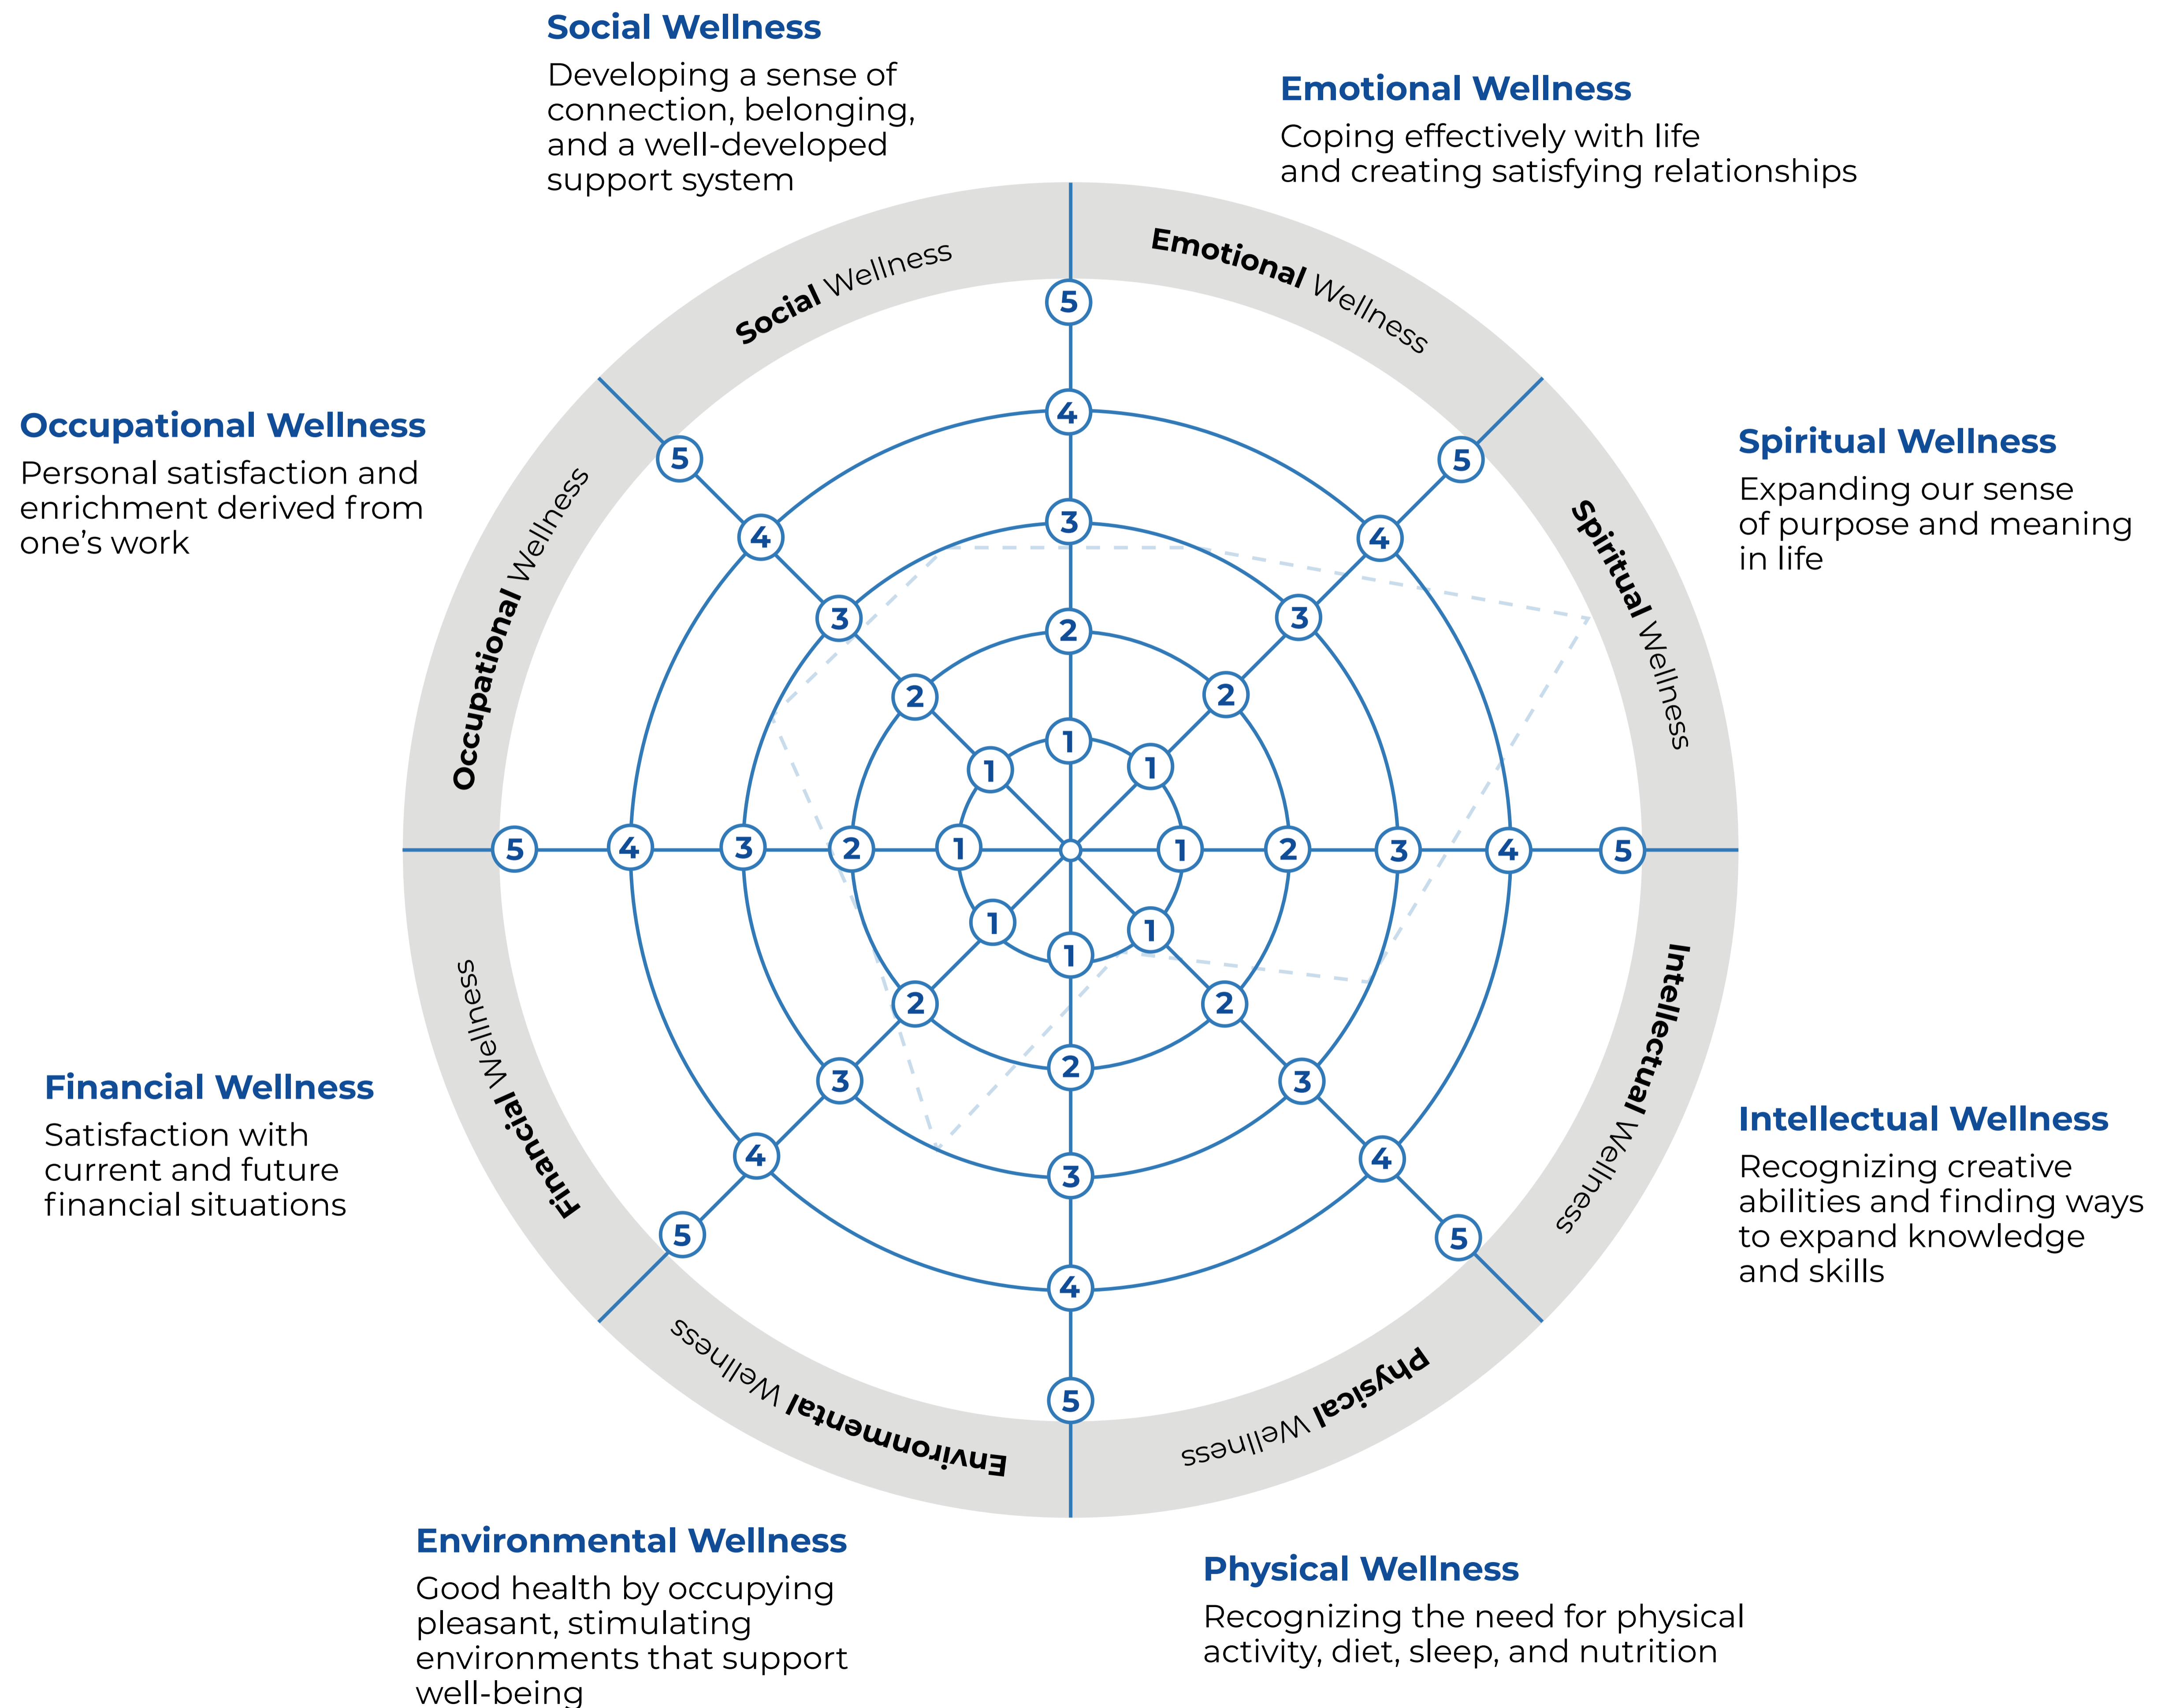 Social Wellness
Developing a sense of
connection, belonging,
and a well-developed
support system
Emotional Wellness
Coping effectively with life
and creating satisfying relationships
Spiritual Wellness
Expanding our sense
of purpose and meaning
in life
Intellectual Wellness
Recognizing creative
abilities and finding ways
to expand knowledge
and skills
Physical Wellness
Recognizing the need for physical
activity, diet, sleep, and nutrition
Environmental Wellness
Good health by occupying
pleasant, stimulating
environments that support
well-being
Financial Wellness
Satisfaction with
current and future
financial situations
Occupational Wellness
Personal satisfaction and
enrichment derived from
one's work
Social Wellness
Emotional Wellness
Spiritual Wellness
Intellectual Wellness
Physical Wellness
Environmental Wellness
Financial Wellness
Occupational Wellness
5 4 3 2 1
5 4 3 2 1
5 4 3 2 1
5 4 3 2 1
5 4 3 2 1
5 4 3 2 1
5 4 3 2 1
5 4 3 2 1